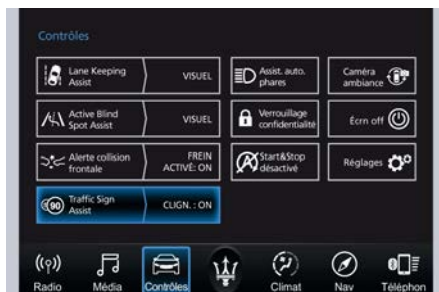 Contrôles
Lane Keeping
Assist
VISUEL
Assist. auto.
phares
Caméra
ambiance
Active Blind
Spot Assist
VISUEL
Verrouillage
confidentialité
Écrn off
Alerte collision
frontale
FREIN
ACTIVÉ: ON
Start&Stop
désactivé
Réglages
90
Traffic Sign
Assist
CLIGN. : ON
Radio
Média
Contrôles
Climat
Nav
Téléphon